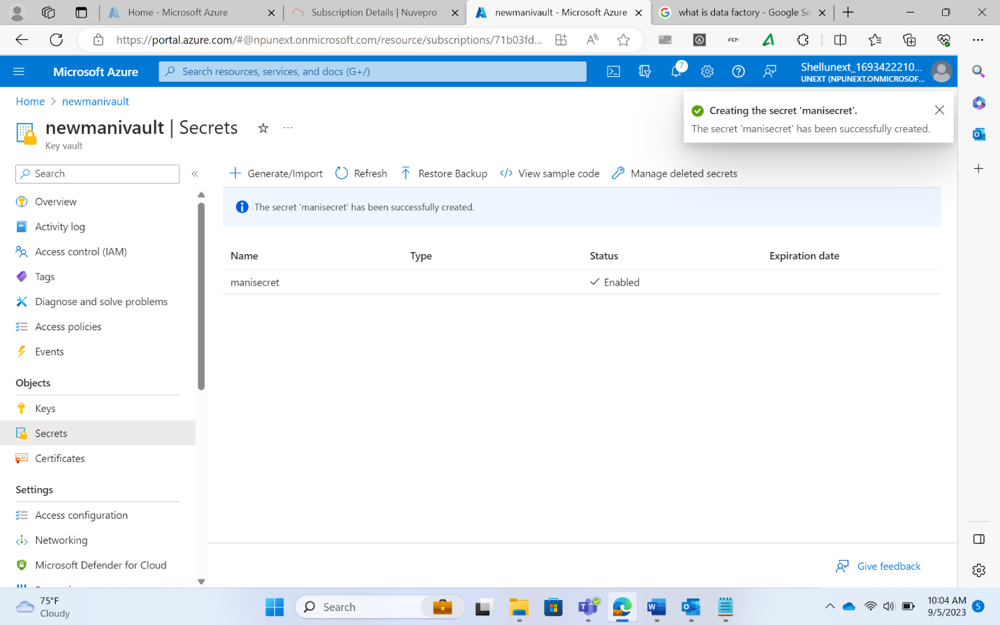 Home - Microsoft Azure
Subscription Details | Nuvepro
newmanivault - Microsoft Azure
what is data factory - Google Se
https://portal.azure.com/#@npunext.onmicrosoft.com/resource/subscriptions/71b03fd...
FCM
Microsoft Azure
Search resources, services, and docs (G+/)
7
Shellunext_1693422210...
UNEXT (NPUNEXT.ONMICROSOF...
Home > newmanivault
Creating the secret 'manisecret'.
The secret 'manisecret' has been successfully created.
newmanivault | Secrets
Key vault
Search
Generate/Import
Refresh
Restore Backup
View sample code
Manage deleted secrets
Overview
Activity log
Access control (IAM)
Tags
Diagnose and solve problems
Access policies
Events
Objects
Keys
Secrets
Certificates
Settings
Access configuration
Networking
Microsoft Defender for Cloud
The secret 'manisecret' has been successfully created.
Name Type Status Expiration date
manisecret Enabled
Give feedback
75°F
Cloudy
Search
10:04 AM
9/5/2023
5